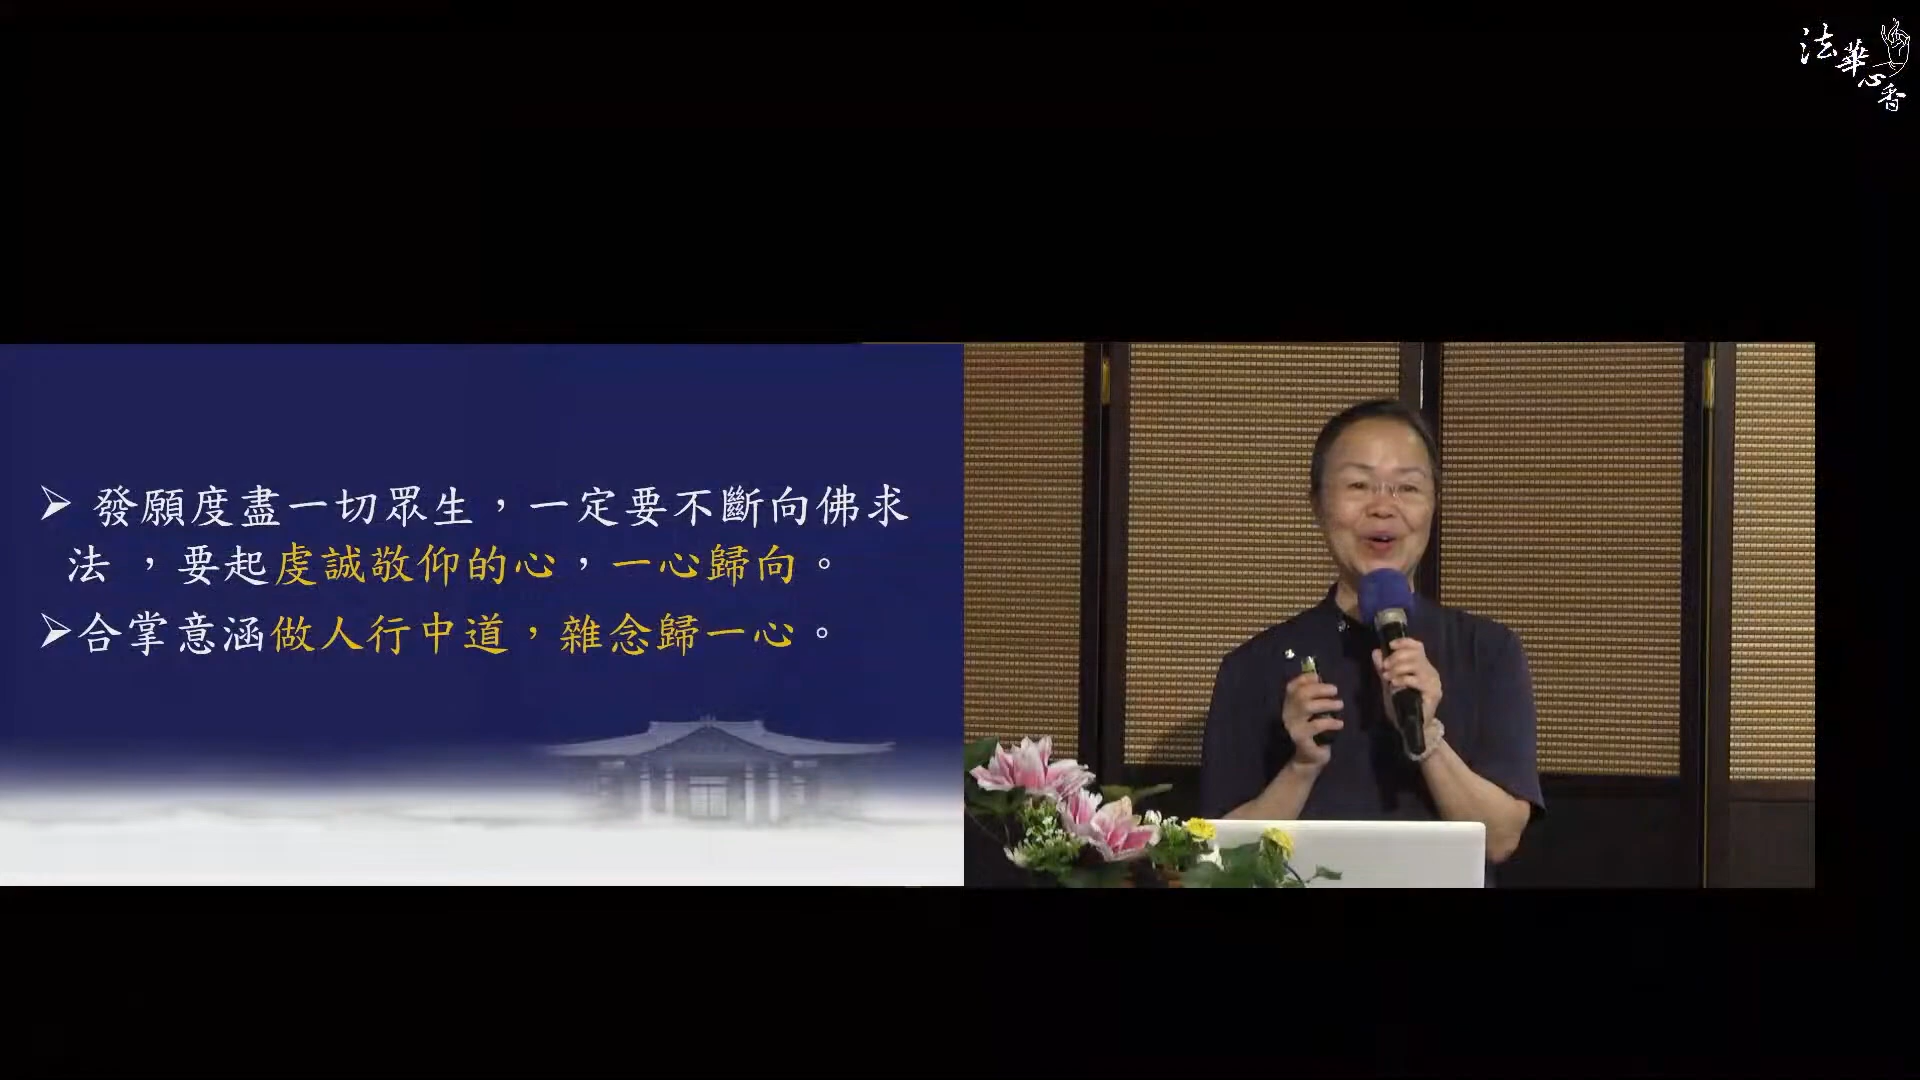 法華心香
➢ 發願度盡一切眾生，一定要不斷向佛求
法 ，要起虔誠敬仰的心，一心歸向。
➢合掌意涵做人行中道，雜念歸一心。